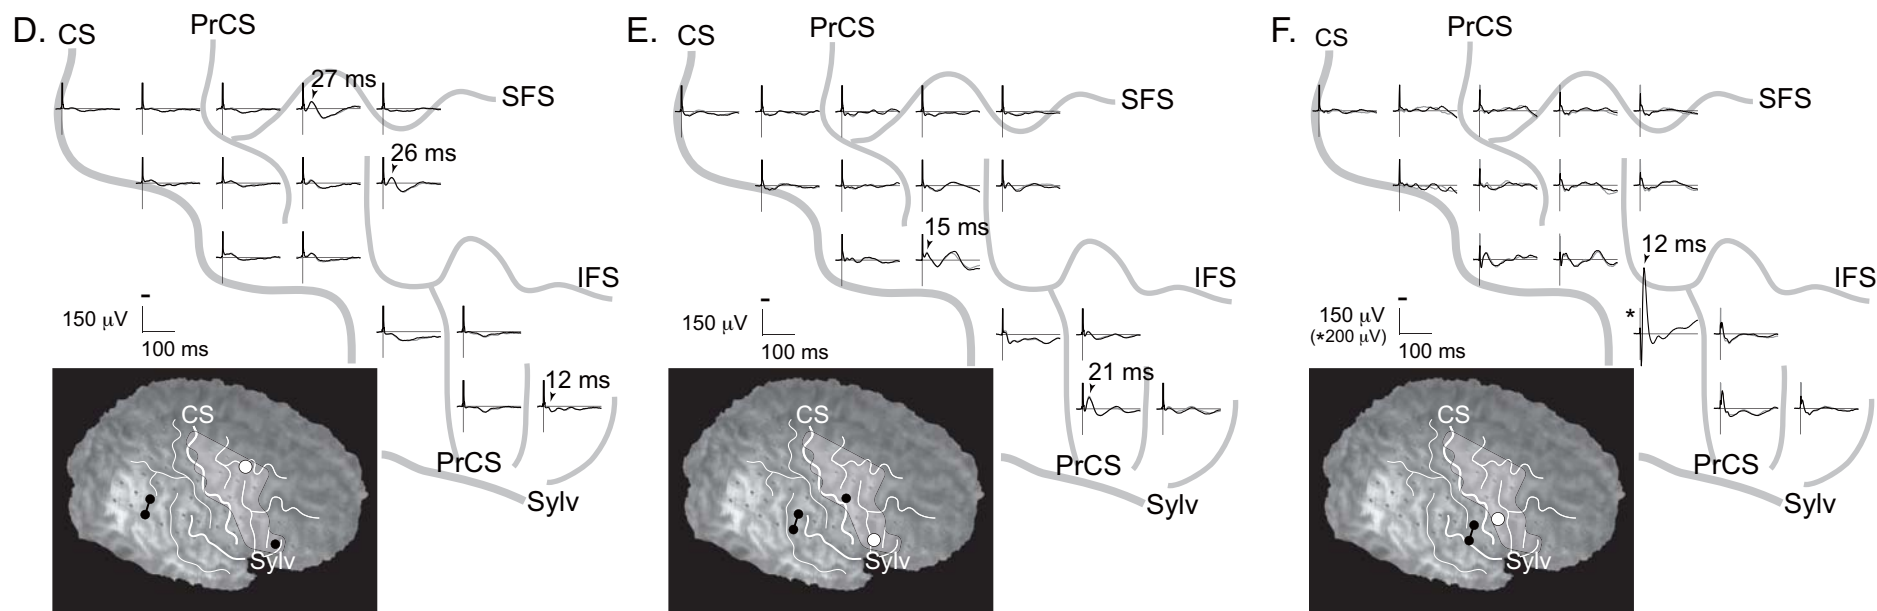 D.
CS
PrCS
27 ms
SFS
26 ms
IFS
150 μV
100 ms
12 ms
CS
PrCS
Sylv
Sylv
E.
CS
PrCS
SFS
15 ms
IFS
150 μV
100 ms
21 ms
CS
PrCS
Sylv
Sylv
F.
CS
PrCS
SFS
12 ms
IFS
*
150 μV
(*200 μV)
100 ms
CS
PrCS
Sylv
Sylv